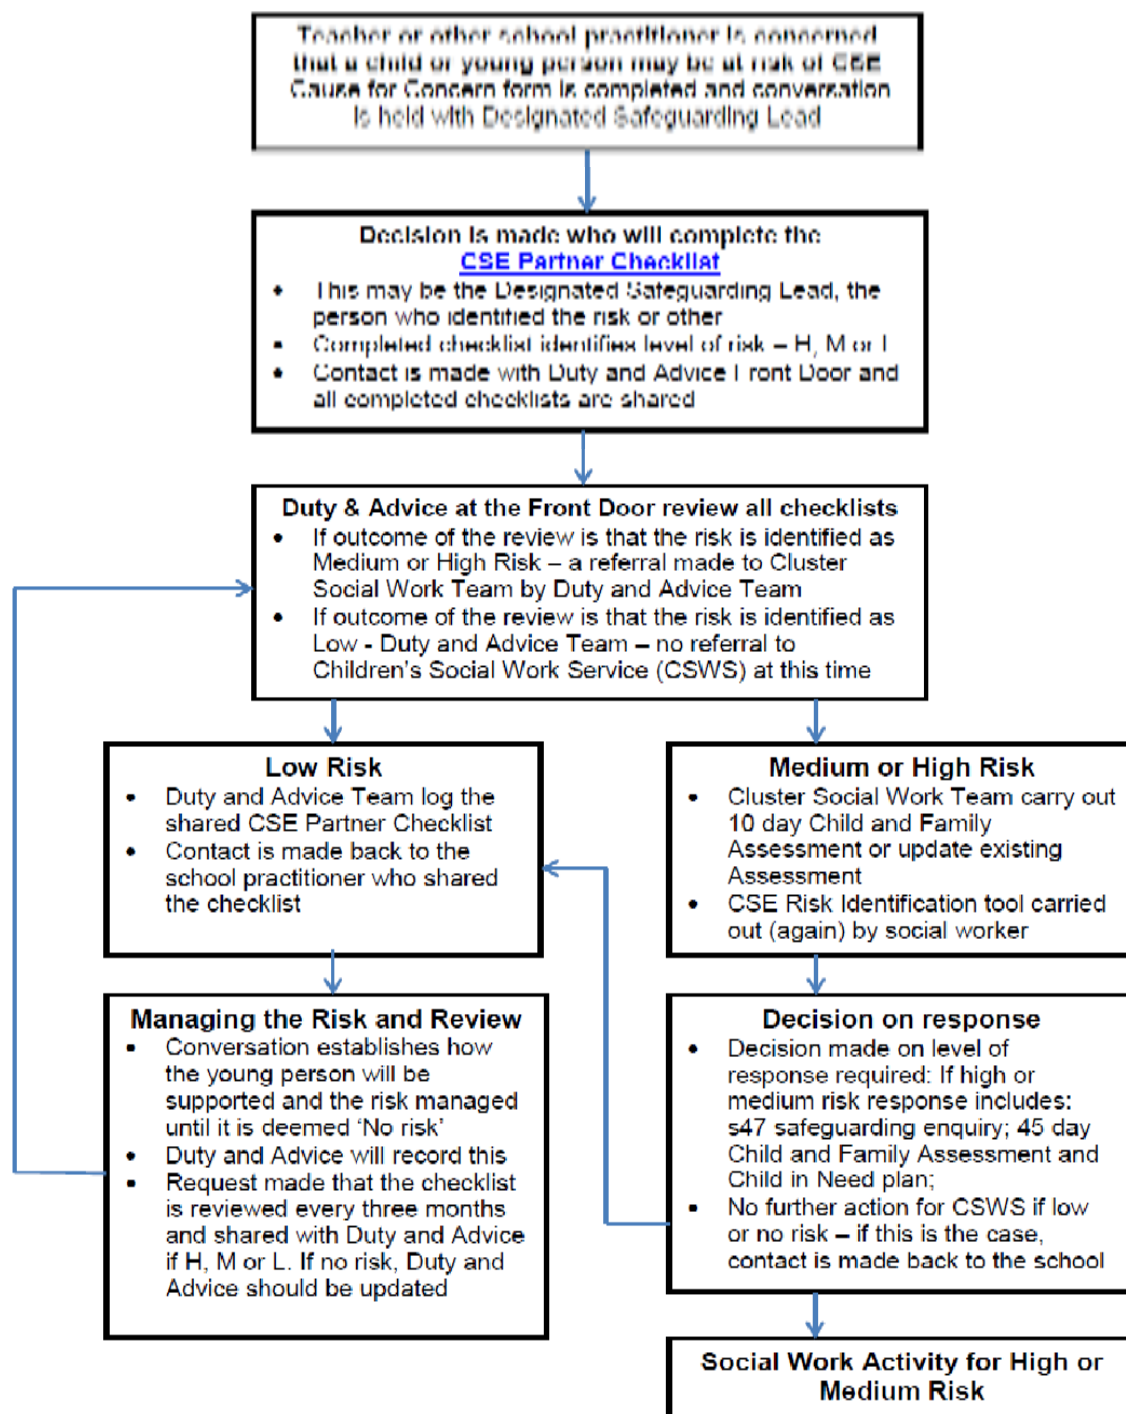 Teacher or other school practitioner is concerned
that a child or young person may be at risk of CSE
Cause for Concern form is completed and conversation
is held with Designated Safeguarding Lead
Decision is made who will complete the
CSE Partner Checklist
• This may be the Designated Safeguarding Lead, the
person who identified the risk or other
• Completed checklist identifies level of risk – H, M or L
• Contact is made with Duty and Advice Front Door and
all completed checklists are shared
Duty & Advice at the Front Door review all checklists
• If outcome of the review is that the risk is identified as
Medium or High Risk – a referral made to Cluster
Social Work Team by Duty and Advice Team
• If outcome of the review is that the risk is identified as
Low - Duty and Advice Team – no referral to
Children's Social Work Service (CSWS) at this time
Low Risk
• Duty and Advice Team log the
shared CSE Partner Checklist
• Contact is made back to the
school practitioner who shared
the checklist
Medium or High Risk
• Cluster Social Work Team carry out
10 day Child and Family
Assessment or update existing
Assessment
• CSE Risk Identification tool carried
out (again) by social worker
Managing the Risk and Review
• Conversation establishes how
the young person will be
supported and the risk managed
until it is deemed ‘No risk’
• Duty and Advice will record this
• Request made that the checklist
is reviewed every three months
and shared with Duty and Advice
if H, M or L. If no risk, Duty and
Advice should be updated
Decision on response
• Decision made on level of
response required: If high or
medium risk response includes:
s47 safeguarding enquiry; 45 day
Child and Family Assessment and
Child in Need plan;
• No further action for CSWS if low
or no risk – if this is the case,
contact is made back to the school
Social Work Activity for High or
Medium Risk